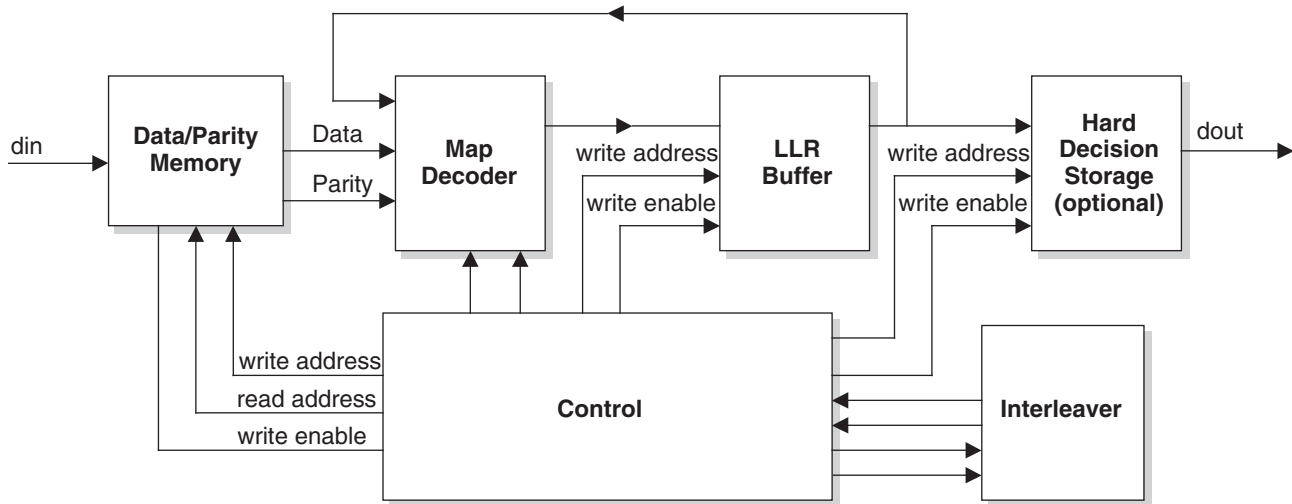 din
Data/Parity
Memory
Data
Parity
Map
Decoder
write address
write enable
LLR
Buffer
write address
write enable
Hard
Decision
Storage
(optional)
dout
write address
read address
write enable
Control
Interleaver